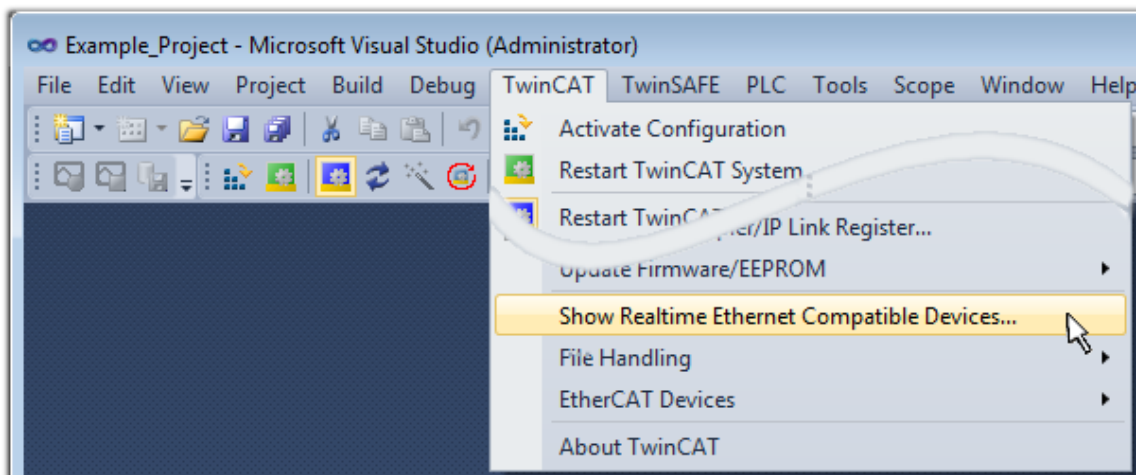 Example_Project - Microsoft Visual Studio (Administrator)
File Edit View Project Build Debug TwinCAT TwinSAFE PLC Tools Scope Window Help
Activate Configuration
Restart TwinCAT System
Restart TwinCAT
/IP Link Register...
Update Firmware/EEPROM
Show Realtime Ethernet Compatible Devices...
File Handling
EtherCAT Devices
About TwinCAT